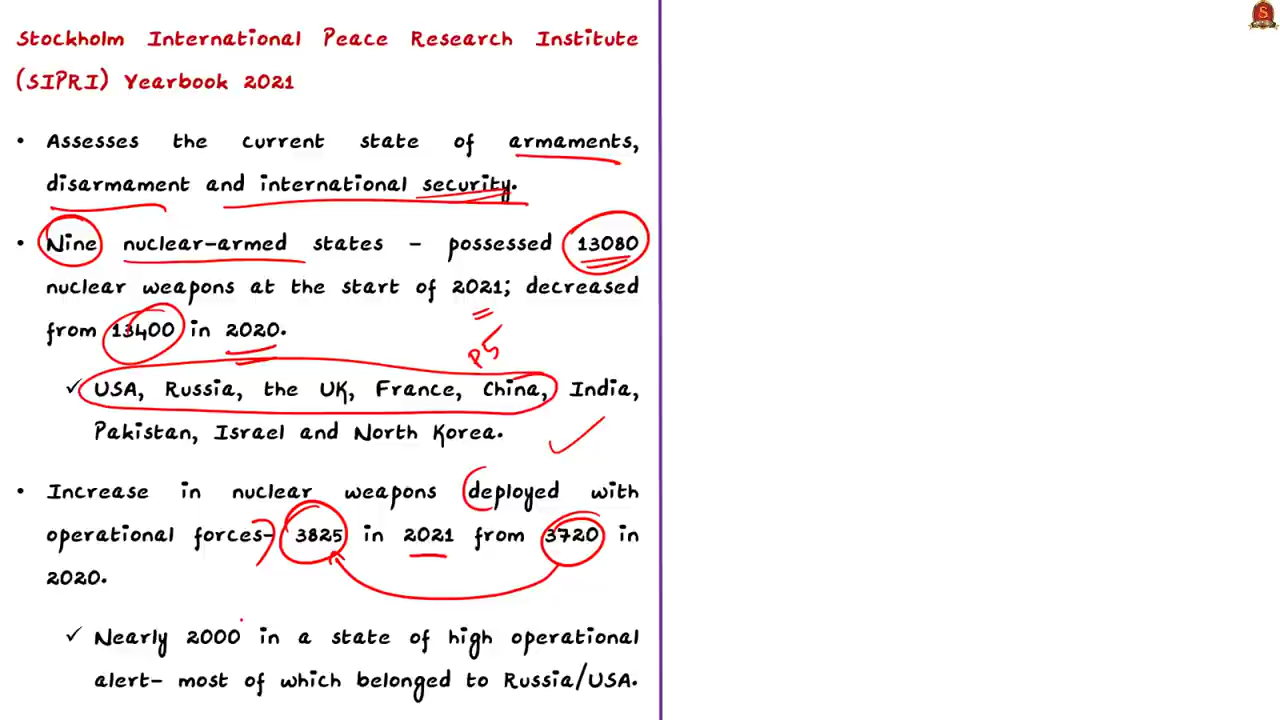 Stockholm International Peace Research Institute
(SIPRI) Yearbook 2021
• Assesses the current state of armaments,
disarmament and international security.
• Nine nuclear-armed states – possessed 13080
nuclear weapons at the start of 2021; decreased
from 13400 in 2020.
P5
✓ USA, Russia, the UK, France, China, India,
Pakistan, Israel and North Korea.
• Increase in nuclear weapons (deployed with
operational forces-) 3825 in 2021 from 3720 in
2020.
✓ Nearly 2000 in a state of high operational
alert- most of which belonged to Russia/USA.
S